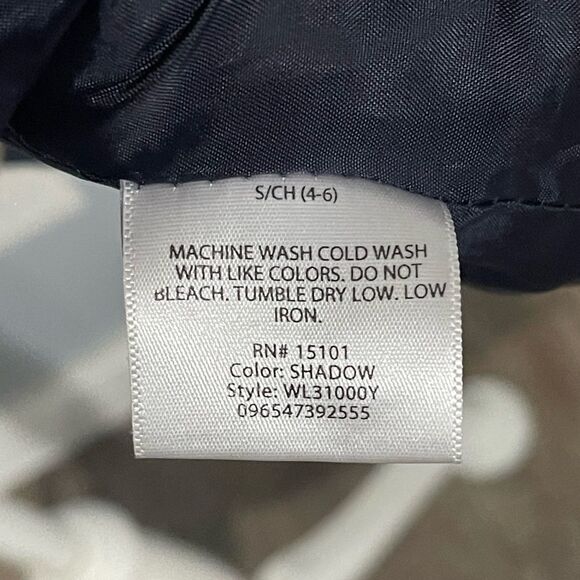 S/CH (4-6)
MACHINE WASH COLD WASH
WITH LIKE COLORS. DO NOT
BLEACH. TUMBLE DRY LOW. LOW
IRON.
RN# 15101
Color: SHADOW
Style: WL31000Y
096547392555